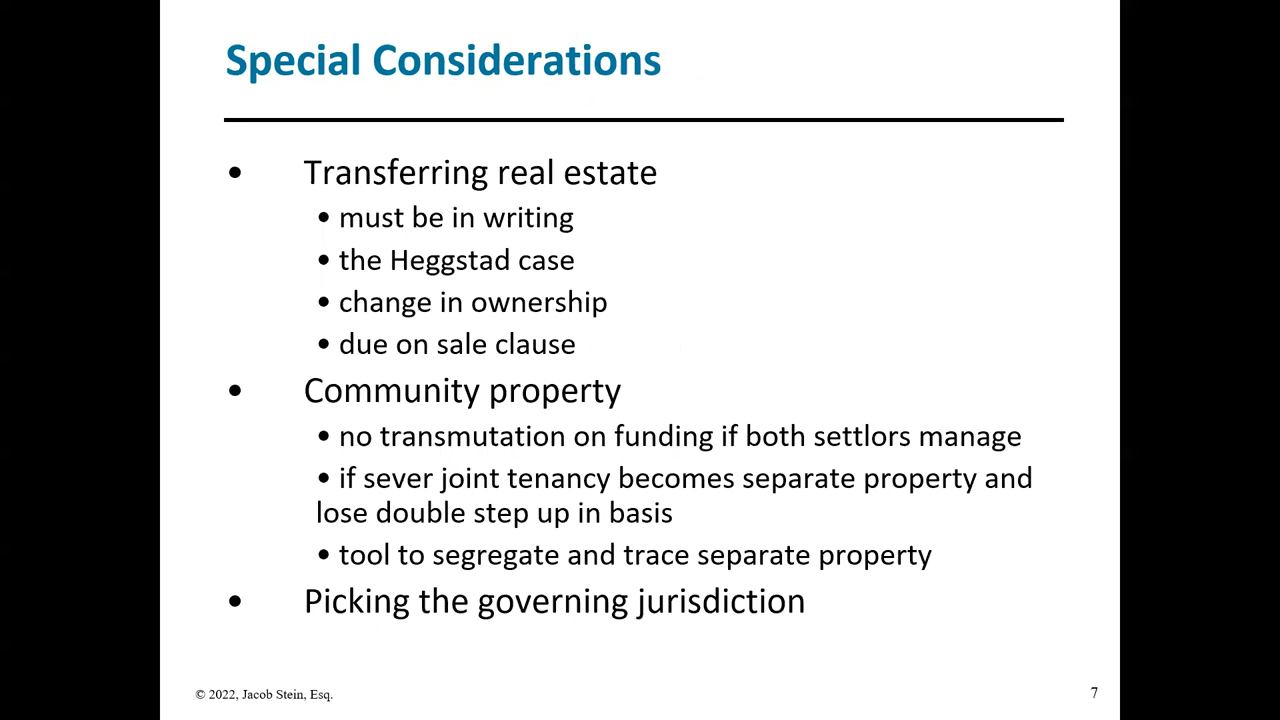 Special Considerations
• Transferring real estate
• must be in writing
• the Heggstad case
• change in ownership
• due on sale clause
• Community property
• no transmutation on funding if both settlors manage
• if sever joint tenancy becomes separate property and
lose double step up in basis
• tool to segregate and trace separate property
• Picking the governing jurisdiction
© 2022, Jacob Stein, Esq.
7